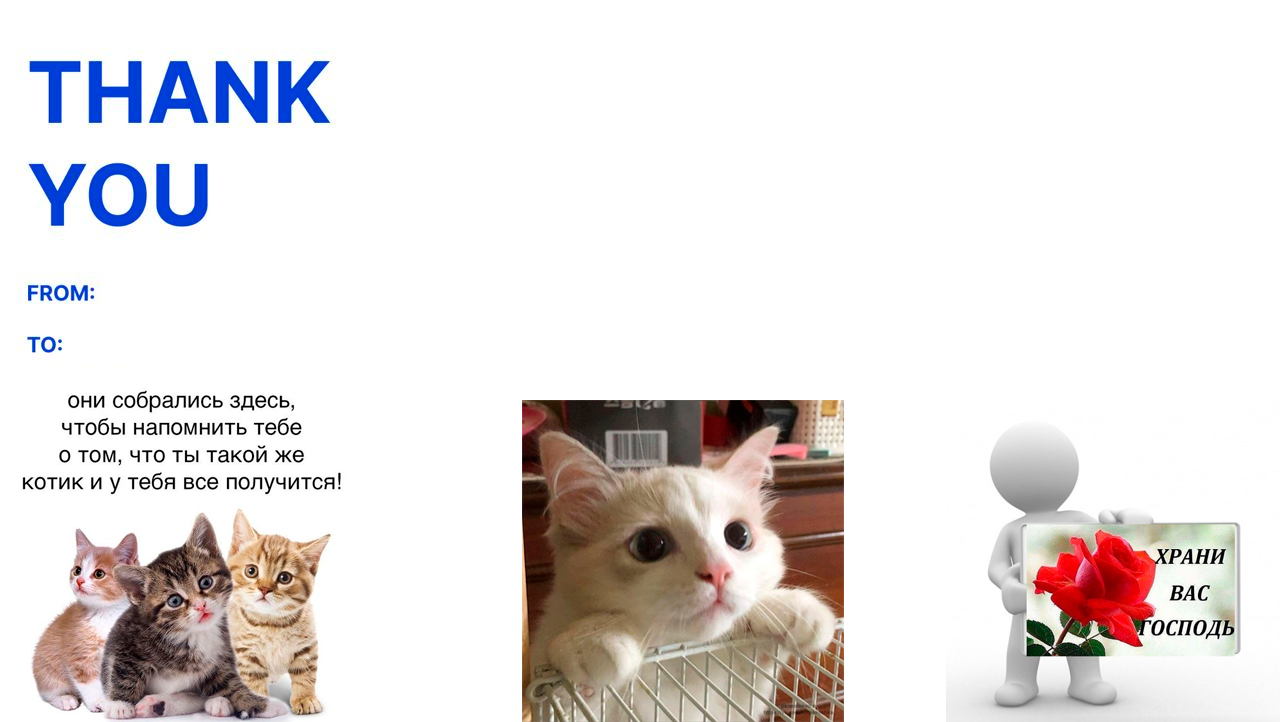 THANK
YOU
FROM:
TO:
они собрались здесь,
чтобы напомнить тебе
о том, что ты такой же
котик и у тебя все получится!
ХРАНИ
ВАС
ГОСПОДЬ